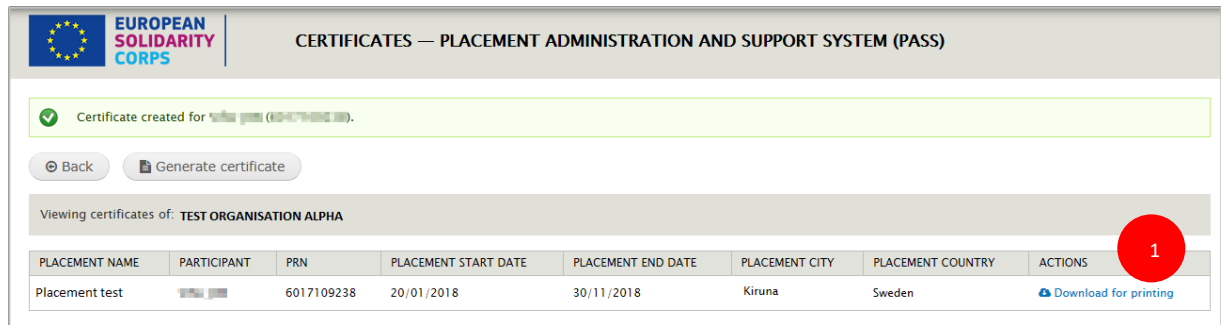 EUROPEAN
SOLIDARITY
CORPS
CERTIFICATES — PLACEMENT ADMINISTRATION AND SUPPORT SYSTEM (PASS)
Certificate created for ( ).
Back Generate certificate
Viewing certificates of: TEST ORGANISATION ALPHA
1
PLACEMENT NAME PARTICIPANT PRN PLACEMENT START DATE PLACEMENT END DATE PLACEMENT CITY PLACEMENT COUNTRY ACTIONS
Placement test 6017109238 20/01/2018 30/11/2018 Kiruna Sweden Download for printing